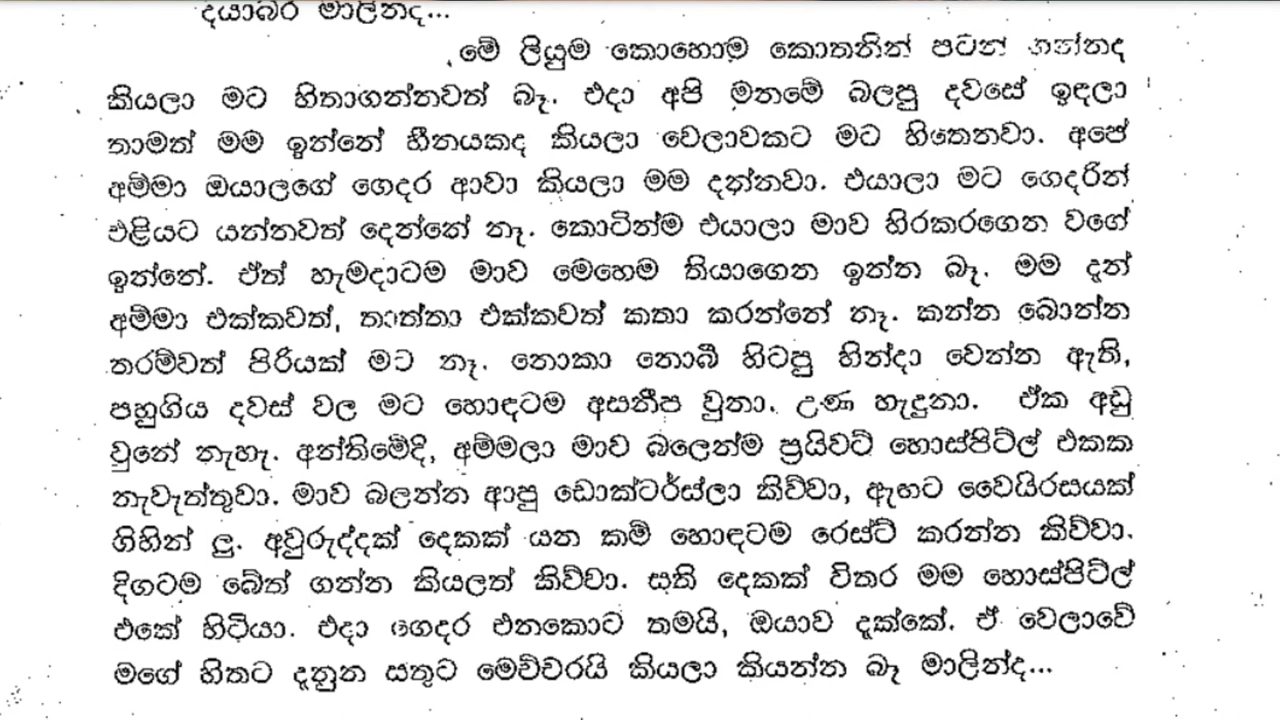 දයාබර මාලින්ද...
මේ ලියුම කොහොම කොතනින් පටන් ගන්නද
කියලා මට හිතාගන්නවත් බෑ. එදා අපි මනමේ බලපු දවසේ ඉඳලා
තාමත් මම ඉන්නේ හීනයකද කියලා වෙලාවකට මට හිතෙනවා. අපේ
අම්මා ඔයාලගේ ගෙදර ආවා කියලා මම දන්නවා. එයාලා මට ගෙදරින්
එළියට යන්නවත් දෙන්නේ නෑ. කොටින්ම එයාලා මාව හිරකරගෙන වගේ
ඉන්නේ. ඒත් හැමදාටම මාව මෙහෙම තියාගෙන ඉන්න බෑ. මම දැන්
අම්මා එක්කවත්, තාත්තා එක්කවත් කතා කරන්නේ නෑ. කන්න බොන්න
තරම්වත් පිරියක් මට නෑ. නොකා නොබී හිටපු හින්දා වෙන්න ඇති,
පහුගිය දවස් වල මට හොඳටම අසනීප වුනා. උණ හැදුනා. ඒක අඩු
වුනේ නැහැ. අන්තිමේදි, අම්මලා මාව බලෙන්ම ප්‍රයිවට් හොස්පිට්ල් එකක
නැවැත්තුවා. මාව බලන්න ආපු ඩොක්ටර්ස්ලා කිව්වා, ඇඟට වෛයිරසයක්
ගිහින් ලු. අවුරුද්දක් දෙකක් යන කම් හොඳටම රෙස්ට් කරන්න කිව්වා.
දිගටම බේත් ගන්න කියලත් කිව්වා. සති දෙකක් විතර මම හොස්පිට්ල්
එකේ හිටියා. එදා ගෙදර එනකොට තමයි, ඔයාව දැක්කේ. ඒ වෙලාවේ
මගේ හිතට දැනුන සතුට මෙච්චරයි කියලා කියන්න බෑ මාලින්ද...